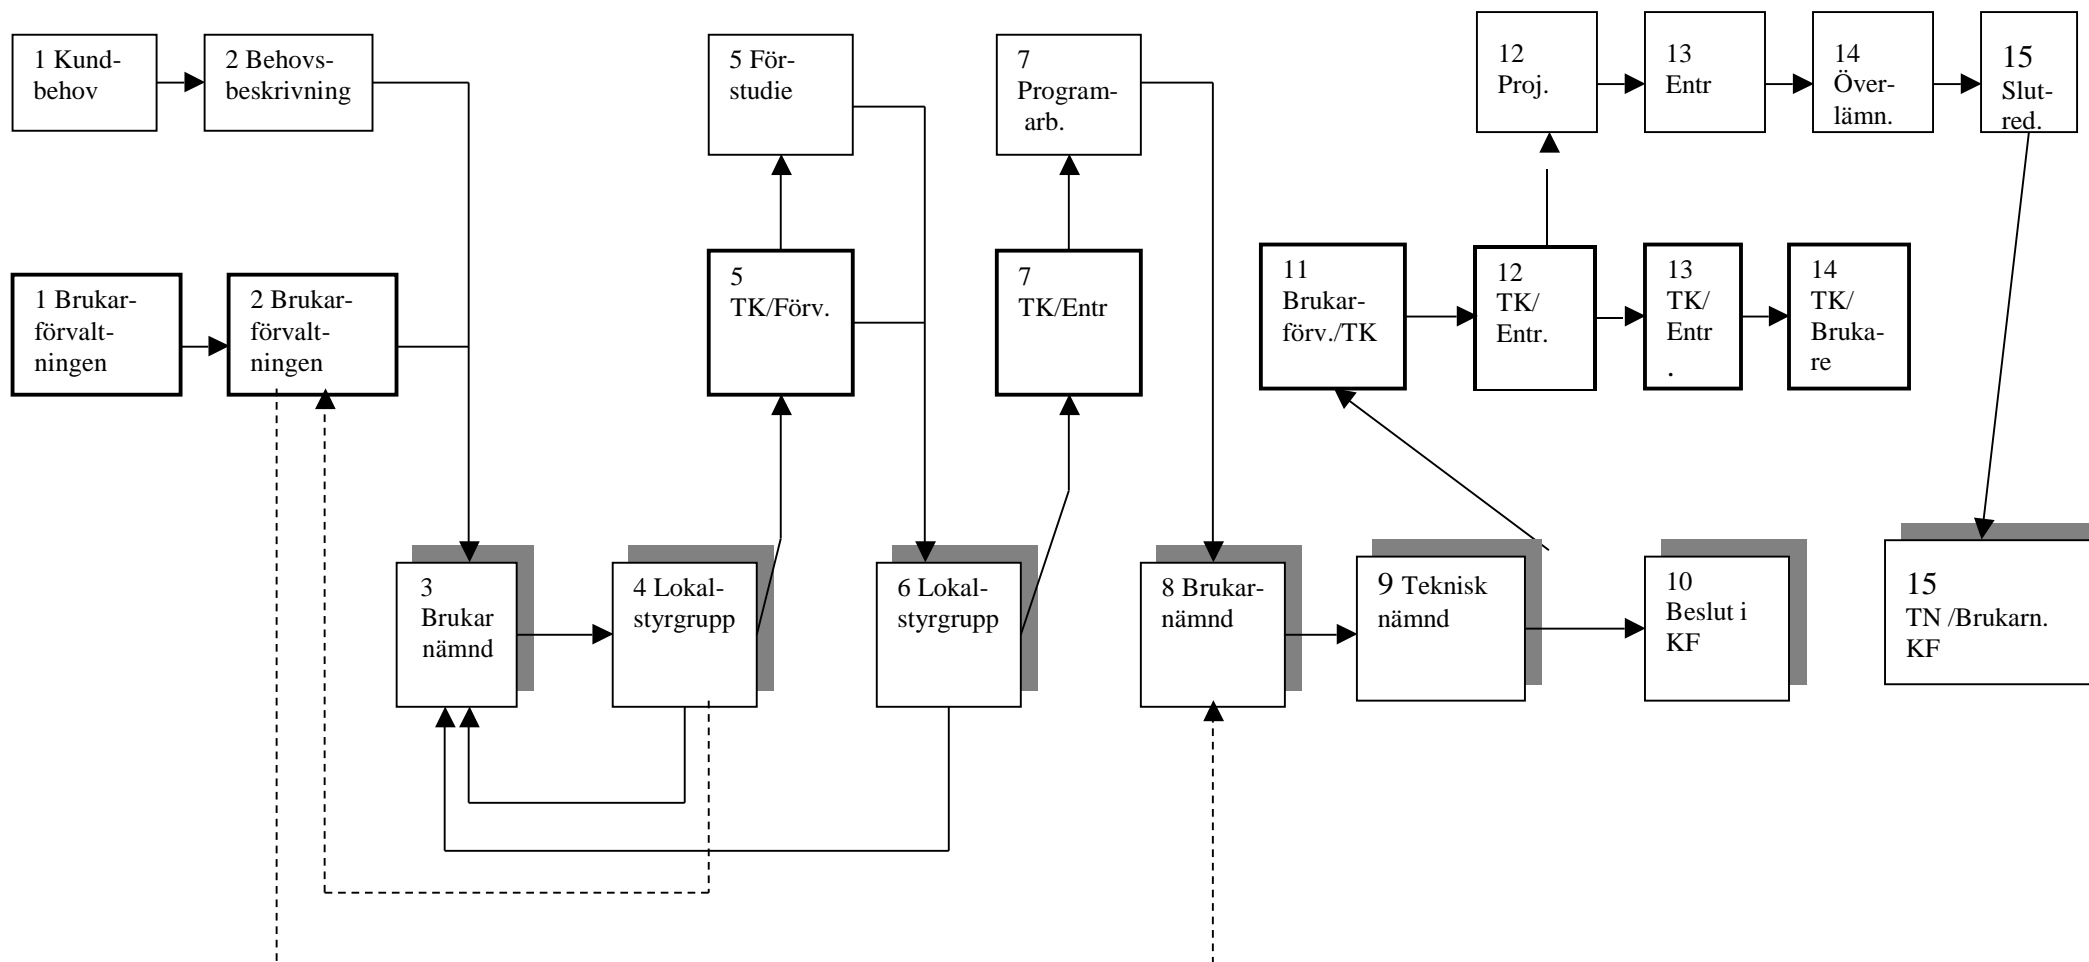 1 Kund-
behov
2 Behovs-
beskrivning
5 För-
studie
7
Program-
arb.
12
Proj.
13
Entr
14
Över-
lämn.
15
Slut-
red.
1 Brukar-
förvalt-
ningen
2 Brukar-
förvalt-
ningen
5
TK/Förv.
7
TK/Entr
11
Brukar-
förv./TK
12
TK/
Entr.
13
TK/
Entr
.
14
TK/
Bruka-
re
3
Brukar
nämnd
4 Lokal-
styrgrupp
6 Lokal-
styrgrupp
8 Brukar-
nämnd
9 Teknisk
nämnd
10
Beslut i
KF
15
TN /Brukarn.
KF